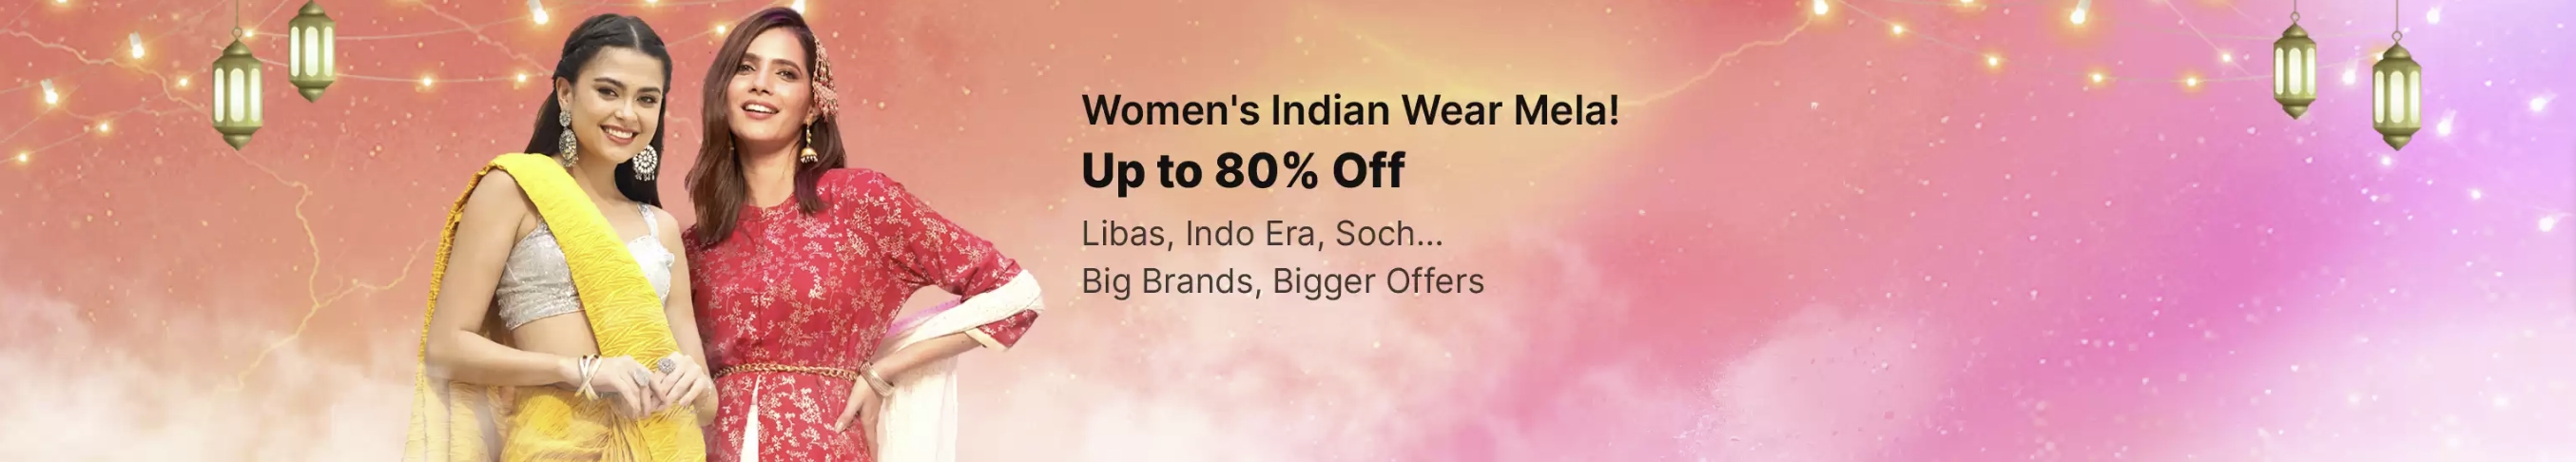 Women's Indian Wear Mela!
Up to 80% Off
Libas, Indo Era, Soch...
Big Brands, Bigger Offers